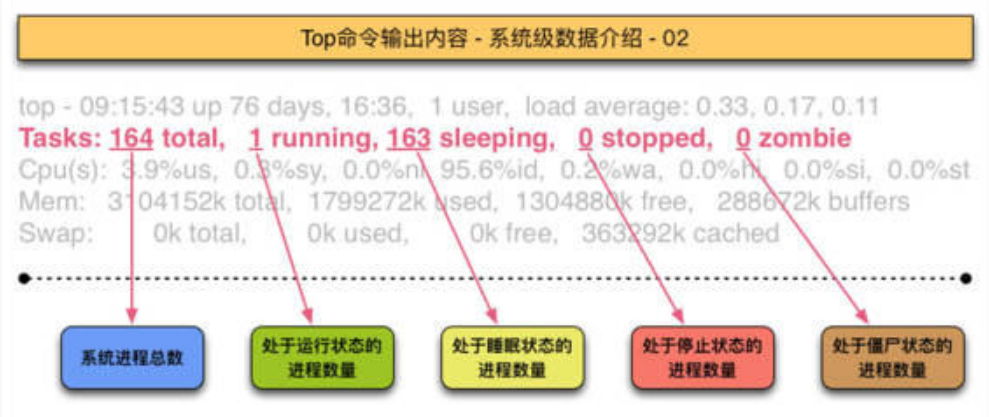 Top命令输出内容 - 系统级数据介绍 - 02
top - 09:15:43 up 76 days, 16:36, 1 user, load average: 0.33, 0.17, 0.11
Tasks: 164 total, 1 running, 163 sleeping, 0 stopped, 0 zombie
Cpu(s): 3.9%us, 0.3%sy, 0.0%ni, 95.6%id, 0.2%wa, 0.0%hi, 0.0%si, 0.0%st
Mem: 3104152k total, 1799272k used, 1304880k free, 288672k buffers
Swap: 0k total, 0k used, 0k free, 363292k cached
系统进程总数
处于运行状态的
进程数量
处于睡眠状态的
进程数量
处于停止状态的
进程数量
处于僵尸状态的
进程数量